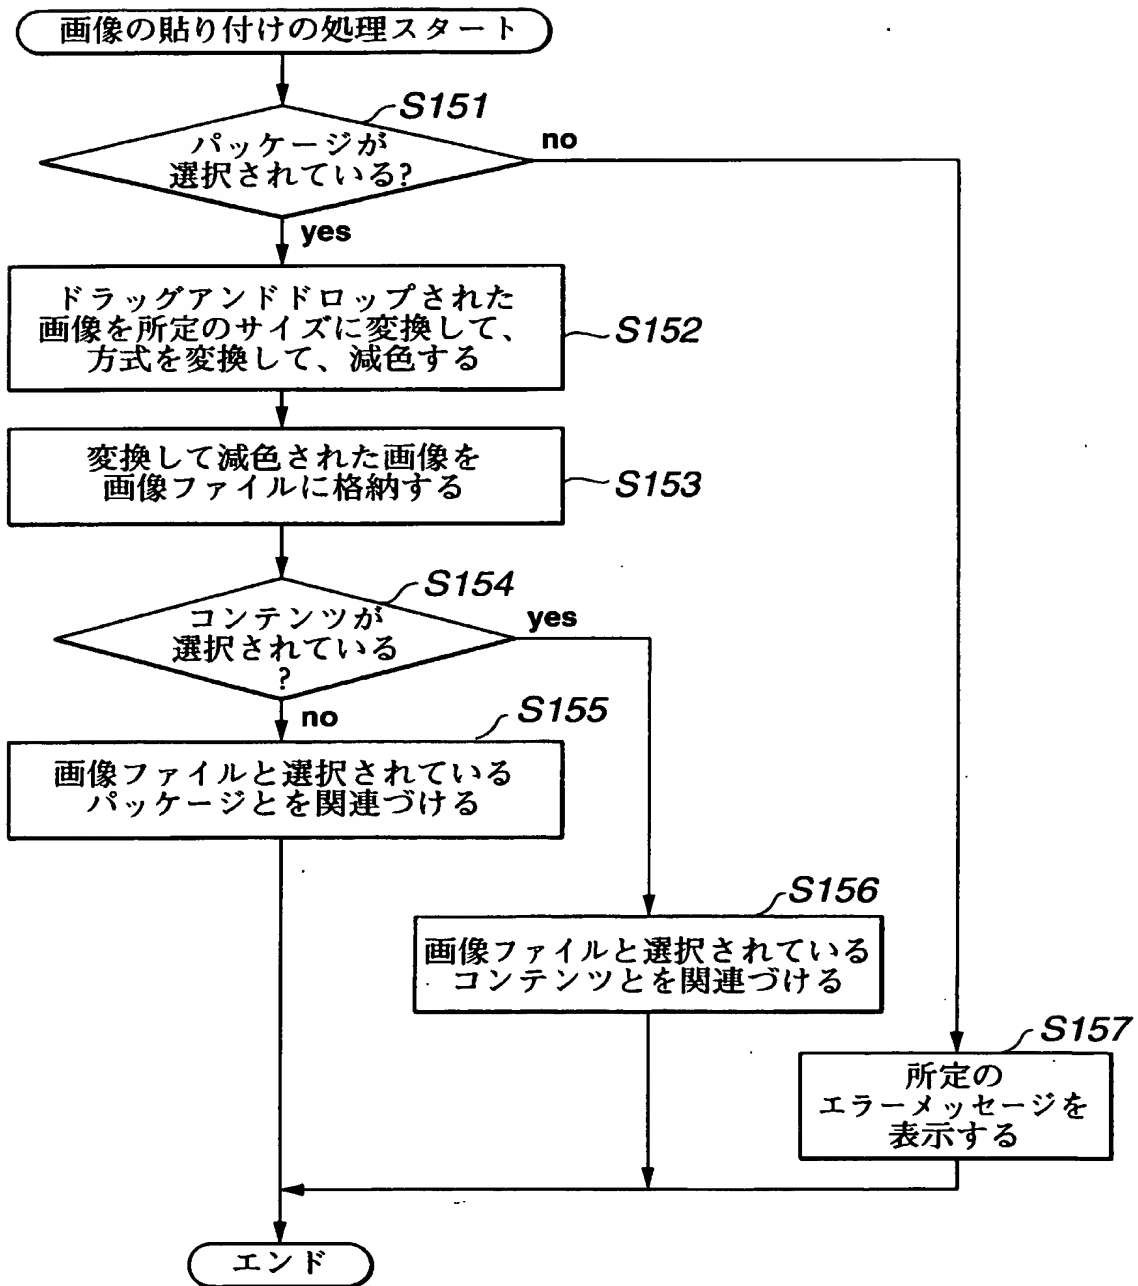 画像の貼り付けの処理スタート
S151
パッケージが
選択されている?
no
yes
ドラッグアンドドロップされた
画像を所定のサイズに変換して、
方式を変換して、減色する
S152
変換して減色された画像を
画像ファイルに格納する
S153
S154
コンテンツが
選択されている
?
yes
no
S155
画像ファイルと選択されている
パッケージとを関連づける
S156
画像ファイルと選択されている
コンテンツとを関連づける
S157
所定の
エラーメッセージを
表示する
エンド